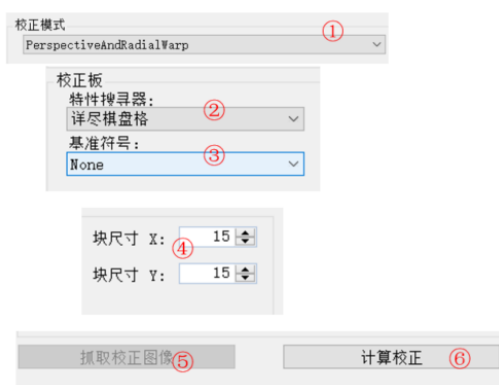 校正模式
PerspectiveAndRadialWarp ①
校正板
特性搜寻器:
详尽棋盘格 ②
基准符号:
None ③
块尺寸 X: 15 ④
块尺寸 Y: 15
抓取校正图像 ⑤ 计算校正 ⑥